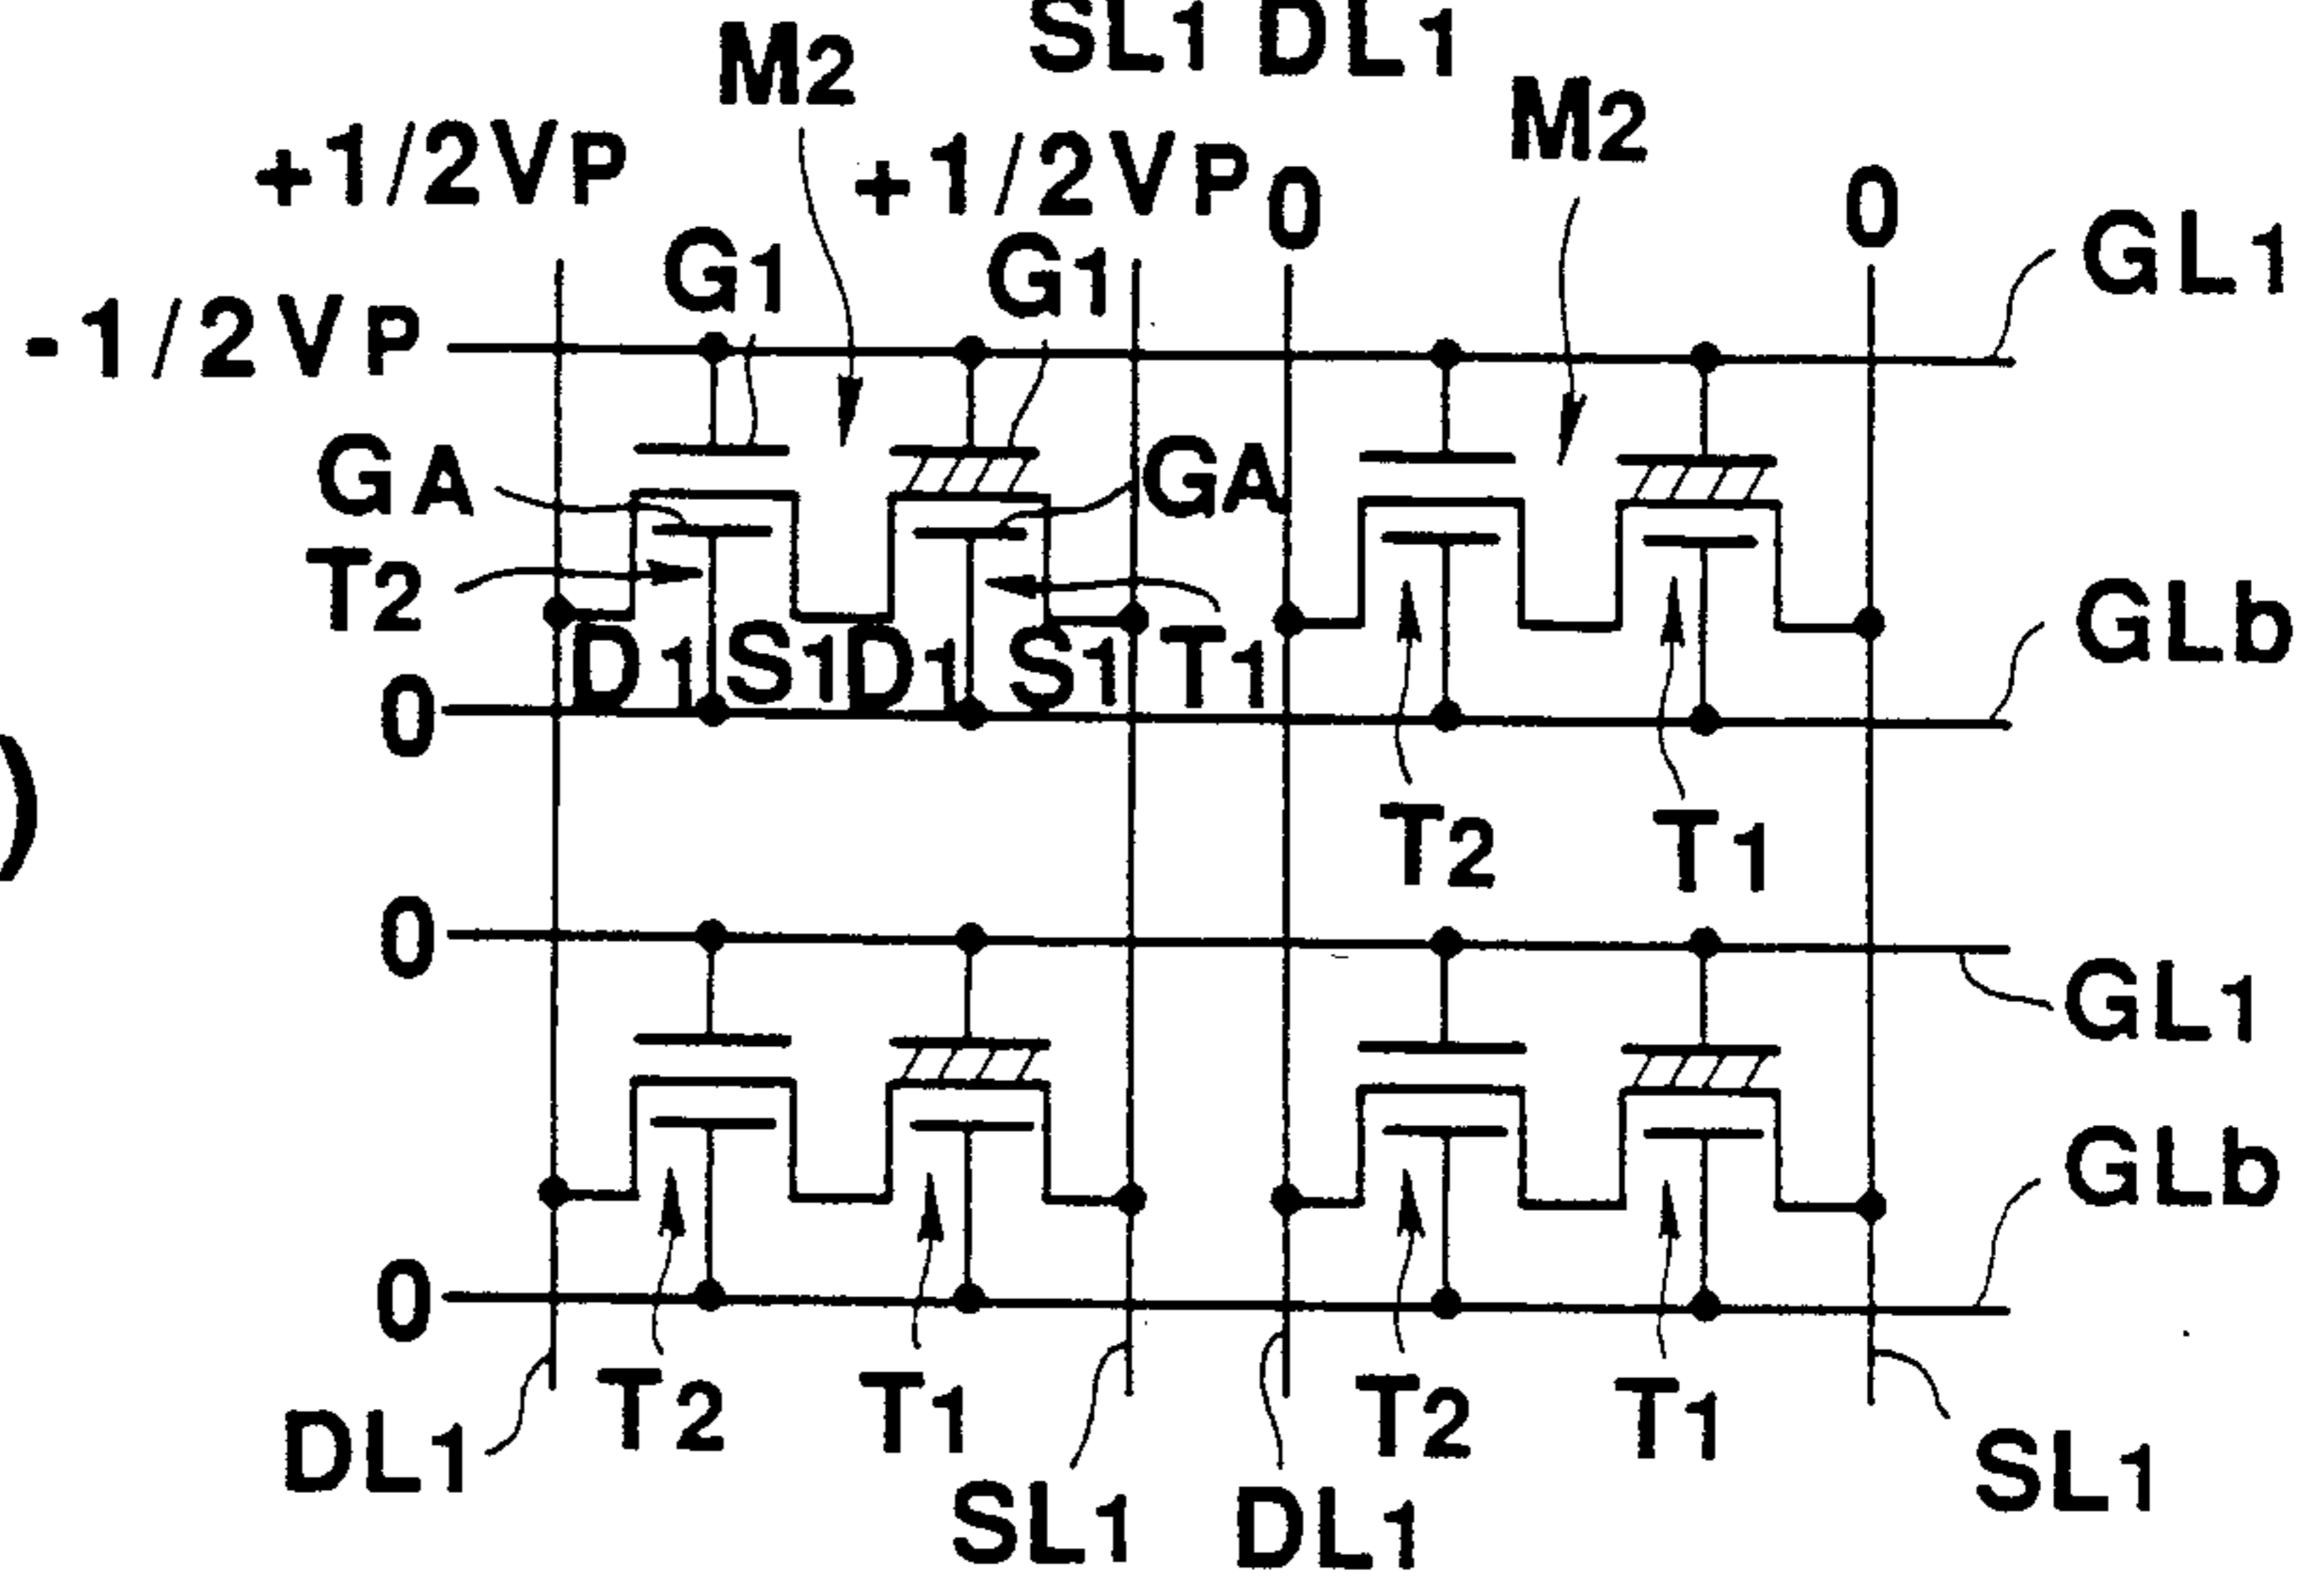 SL1 DL1
M2
M2
+1/2VP
+1/2VP
0
0
GL1
G1
G1
-1/2VP
GA
GA
T2
GLb
D1 S1 D1 S1 T1
0
)
T2
T1
0
GL1
GLb
0
T2
T1
T2
T1
DL1
SL1
SL1
DL1